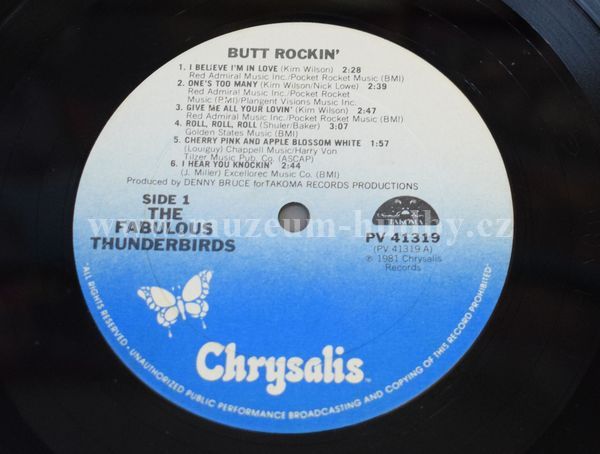 BUTT ROCKIN'
1. I BELIEVE I'M IN LOVE (Kim Wilson) 2:28
Red Admiral Music Inc./Pocket Rocket Music (BMI)
2. ONE'S TOO MANY (Kim Wilson/Nick Lowe) 2:39
Red Admiral Music Inc./Pocket Rocket
Music (PMI)/Plangent Visions Music Inc.
3. GIVE ME ALL YOUR LOVIN' (Kim Wilson) 2:47
Red Admiral Music Inc./Pocket Rocket Music (BMI)
4. ROLL, ROLL, ROLL (Shuler/Baker) 3:07
Golden States Music (BMI)
5. CHERRY PINK AND APPLE BLOSSOM WHITE 1:57
(Louiguy) Chappell Music/Harry Von
Tilzer Music Pub. Co. (ASCAP)
6. I HEAR YOU KNOCKIN' 2:44
(J. Miller) Excellorec Music Co. (BMI)
Produced by DENNY BRUCE for TAKOMA RECORDS PRODUCTIONS
SIDE 1
THE
FABULOUS
THUNDERBIRDS
TAKOMA
PV 41319
(PV 41319 A)
℗ 1981 Chrysalis
Records
www.muzeum-hudby.cz
Chrysalis TM
ALL RIGHTS RESERVED - UNAUTHORIZED PUBLIC PERFORMANCE BROADCASTING AND COPYING OF THIS RECORD PROHIBITED